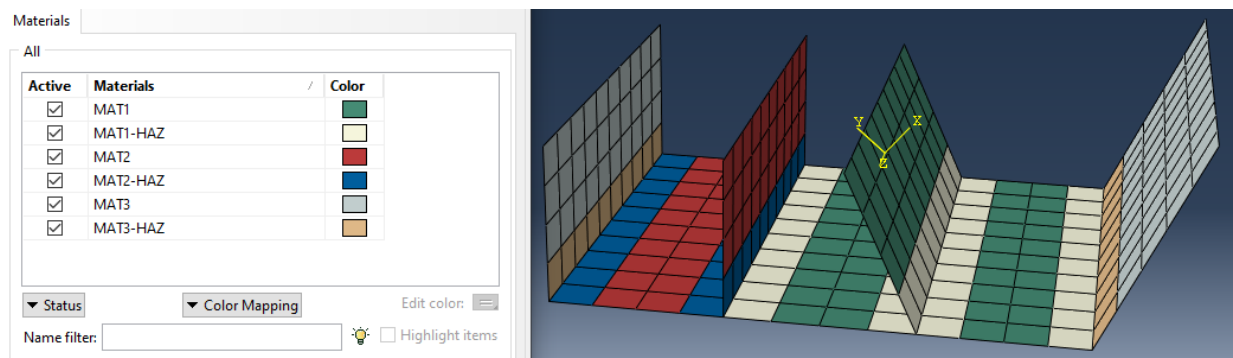 Materials
All
Active Materials / Color
MAT1
MAT1-HAZ
MAT2
MAT2-HAZ
MAT3
MAT3-HAZ
Status Color Mapping Edit color:
Name filter: Highlight items
Y X
Z